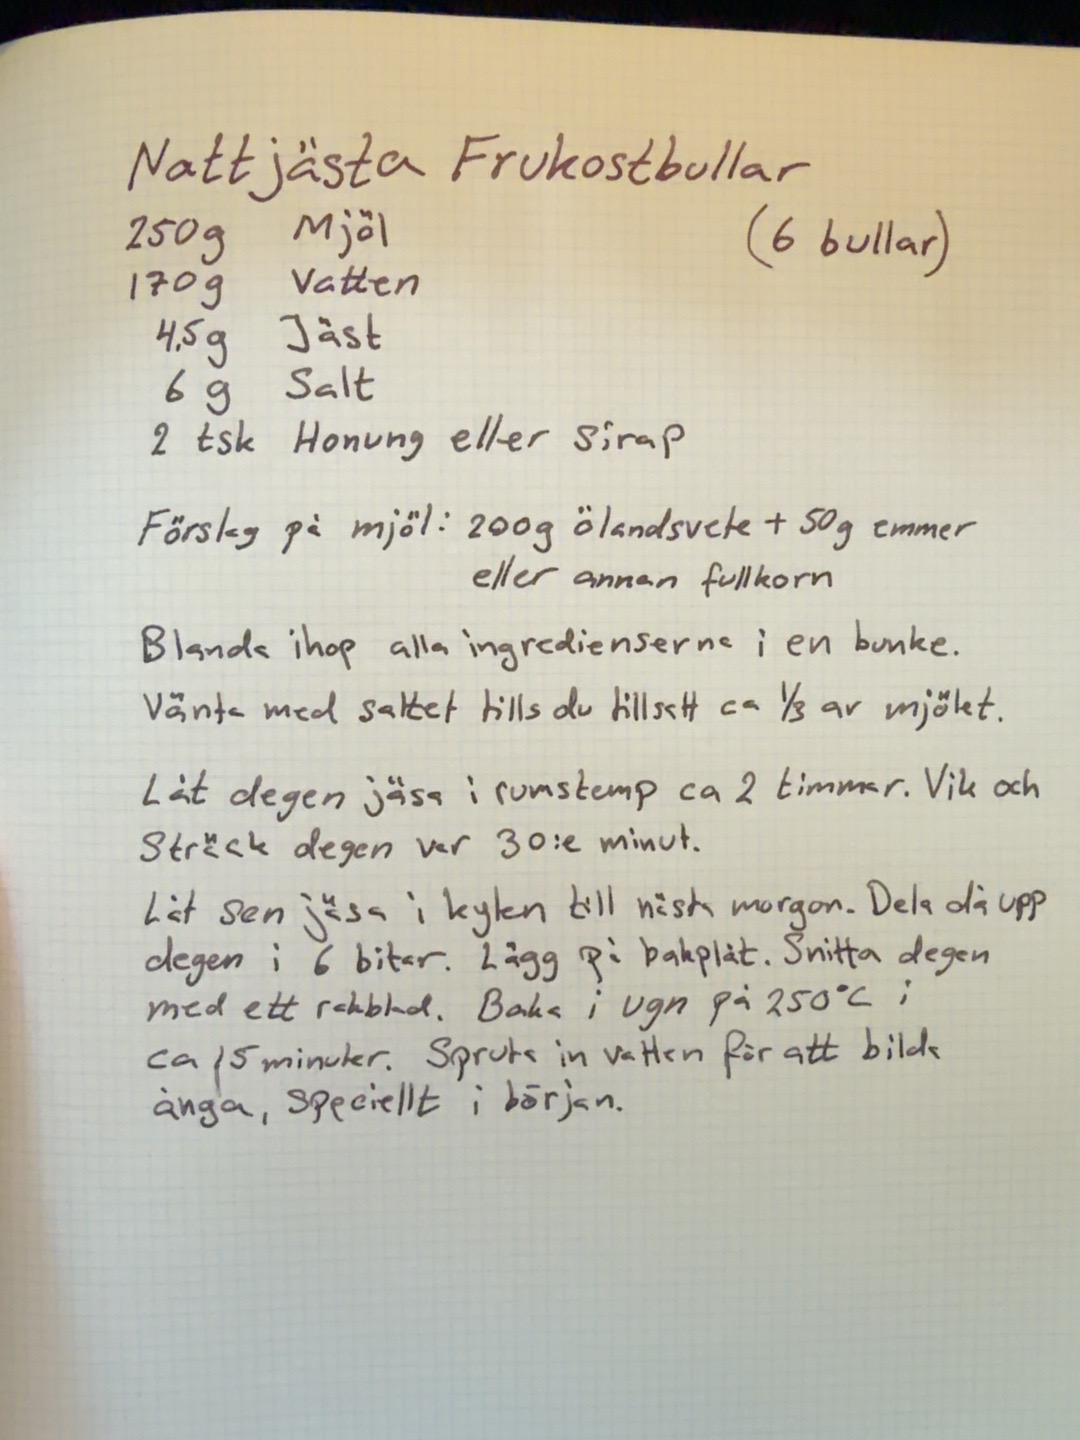 Nattjästa Frukostbullar
250g Mjöl (6 bullar)
170g Vatten
4,5g Jäst
6 g Salt
2 tsk Honung eller sirap
Förslag på mjöl: 200g ölandsvete + 50g emmer
eller annan fullkorn
Blanda ihop alla ingredienserna i en bunke.
Vänta med saltet tills du tillsatt ca 1/3 av mjölet.
Låt degen jäsa i rumstemp ca 2 timmar. Vik och
Sträck degen var 30:e minut.
Låt sen jäsa i kylen till nästa morgon. Dela då upp
degen i 6 bitar. Lägg på bakplåt. Snitta degen
med ett rakblad. Baka i ugn på 250°C i
ca 15 minuter. Spruta in vatten för att bilda
ånga, speciellt i början.